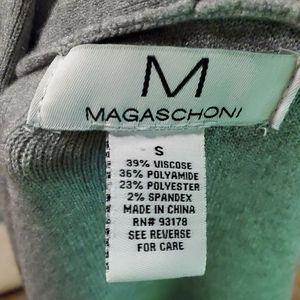 M
MAGASCHONI
S
39% VISCOSE
36% POLYAMIDE
23% POLYESTER
2% SPANDEX
MADE IN CHINA
RN# 93178
SEE REVERSE
FOR CARE